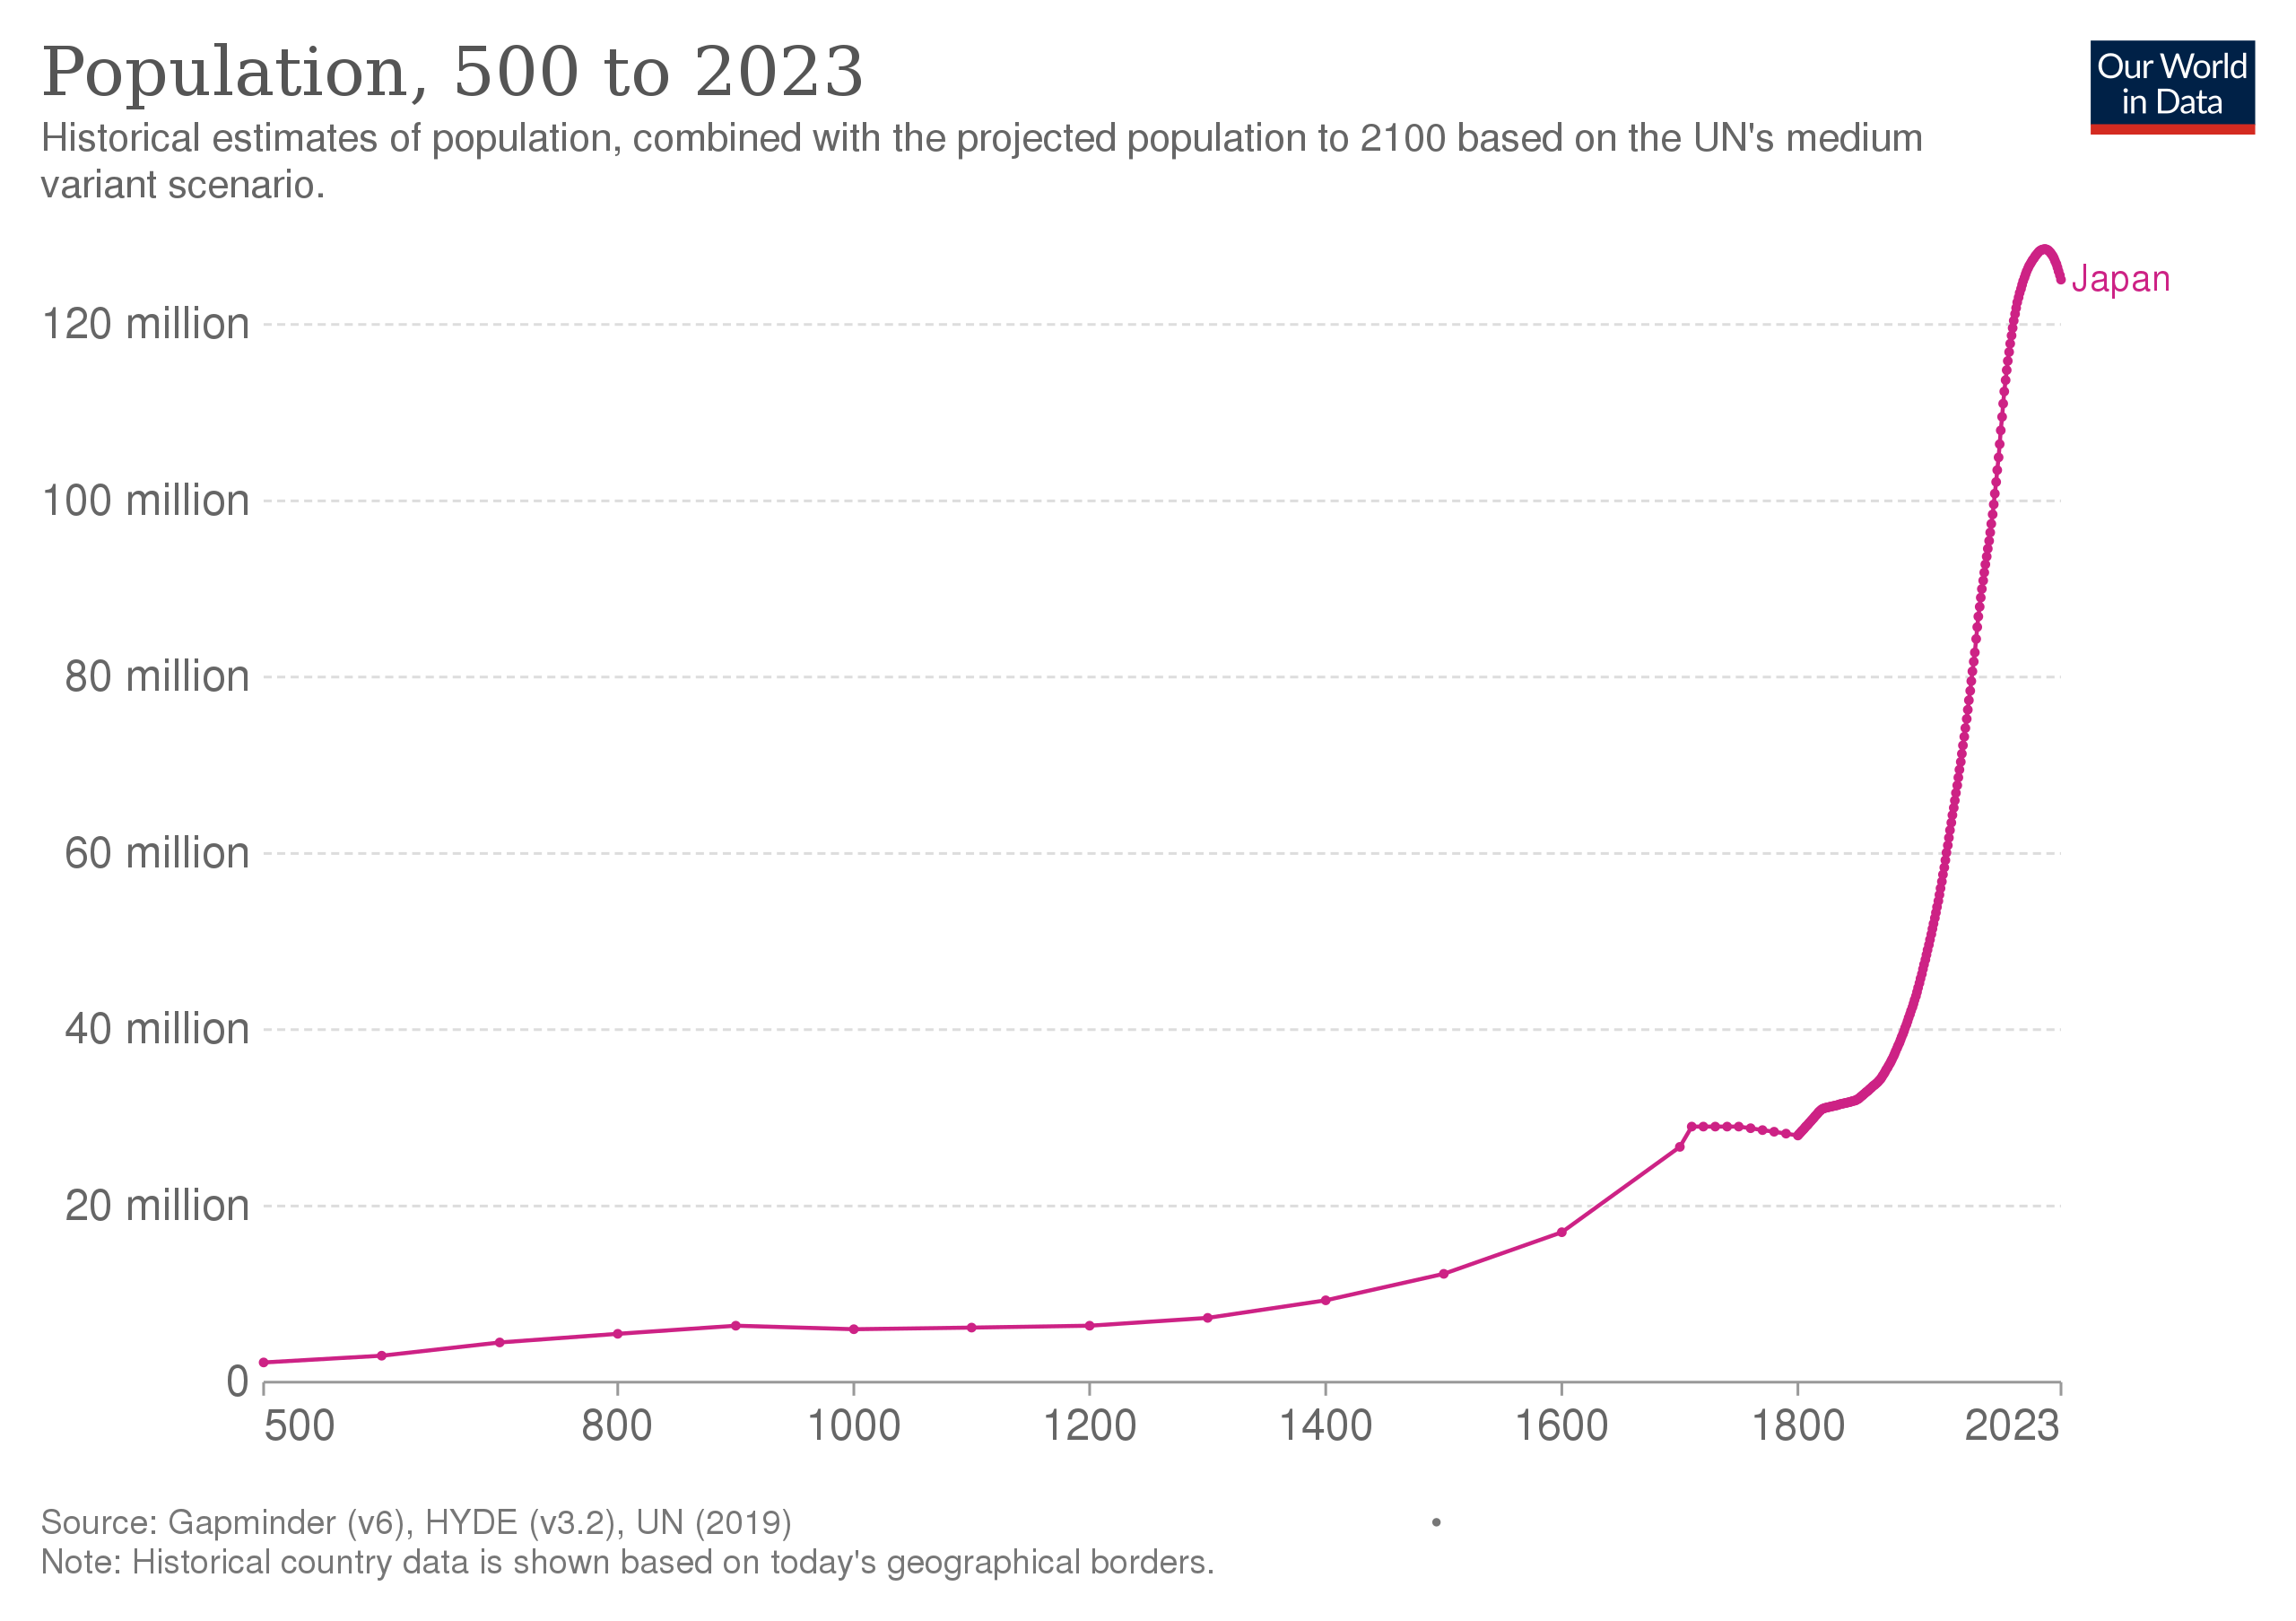 Population, 500 to 2023
Our World
in Data
Historical estimates of population, combined with the projected population to 2100 based on the UN's medium
variant scenario.
Japan
120 million
100 million
80 million
60 million
40 million
20 million
0
500 800 1000 1200 1400 1600 1800 2023
Source: Gapminder (v6), HYDE (v3.2), UN (2019) •
Note: Historical country data is shown based on today's geographical borders.